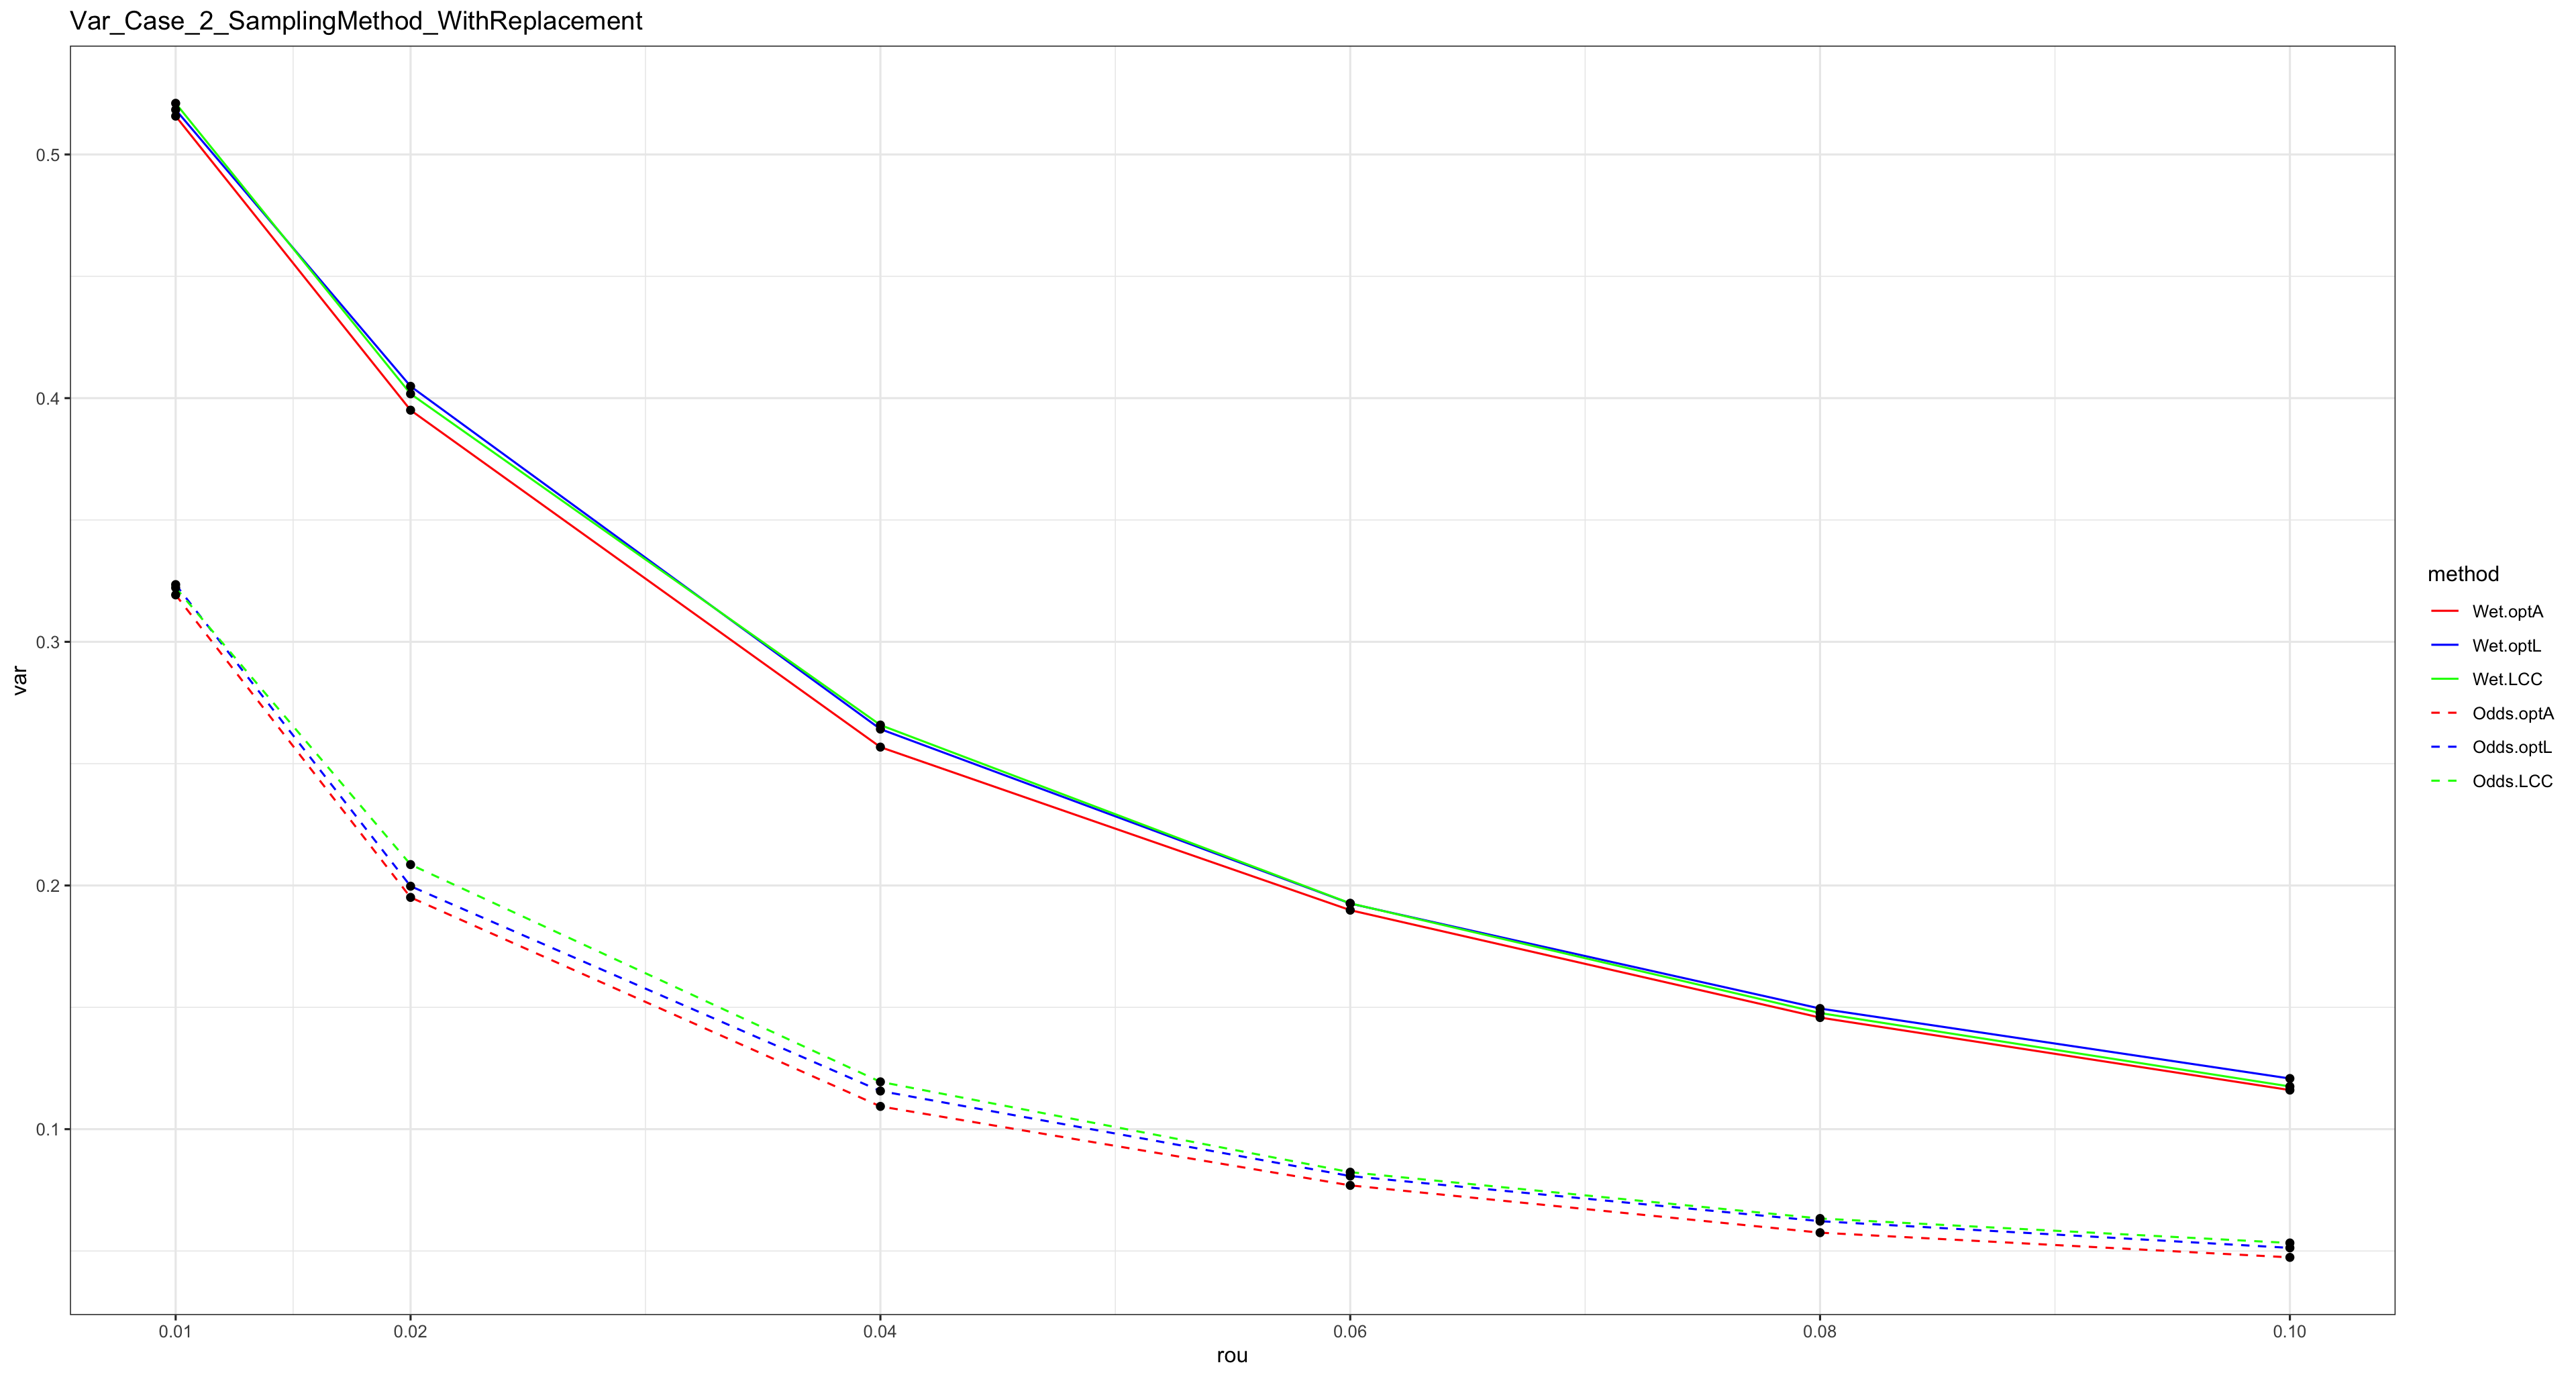 Var_Case_2_SamplingMethod_WithReplacement
0.5
0.4
0.3
0.2
0.1
var
0.01 0.02 0.04 0.06 0.08 0.10
rou
method
Wet.optA
Wet.optL
Wet.LCC
Odds.optA
Odds.optL
Odds.LCC